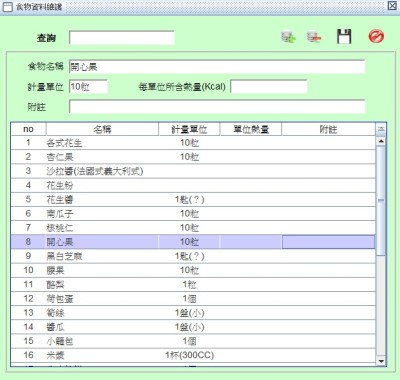 食物資料維護
查詢
食物名稱 開心果
計量單位 10粒 每單位所含熱量(Kcal)
附註
no 名稱 計量單位 單位熱量 附註
1 各式花生 10粒
2 杏仁果 10粒
3 沙拉醬(法國式義大利式)
4 花生粉
5 花生醬 1匙(?)
6 南瓜子 10粒
7 核桃仁 10粒
8 開心果 10粒
9 黑白芝麻 1匙(?)
10 腰果 10粒
11 酪梨 1粒
12 荷包蛋 1個
13 筍絲 1盤(小)
14 醬瓜 1盤(小)
15 小籠包 1個
16 米漿 1杯(300CC)